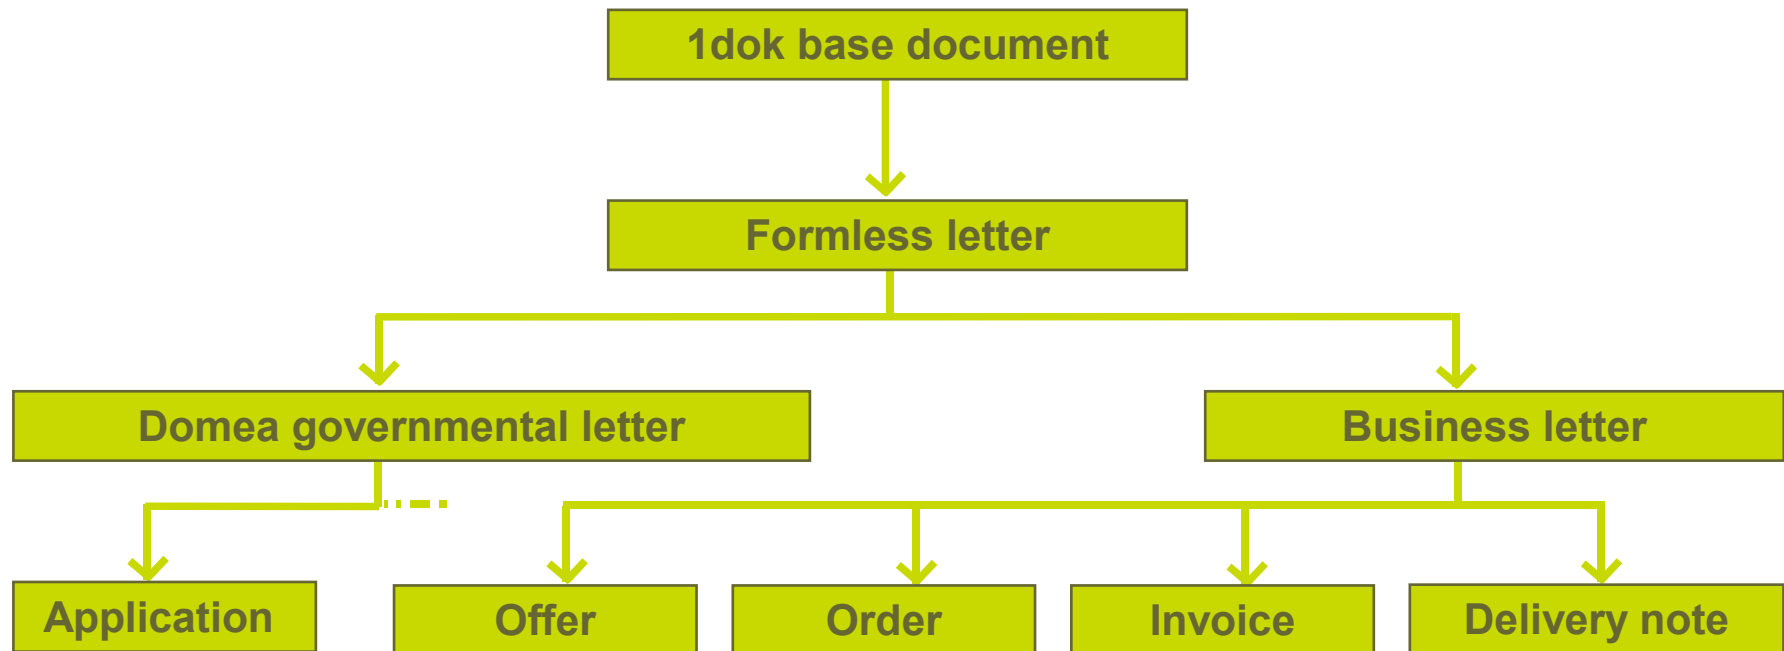 1dok base document
Formless letter
Domea governmental letter
Business letter
Application
Offer
Order
Invoice
Delivery note